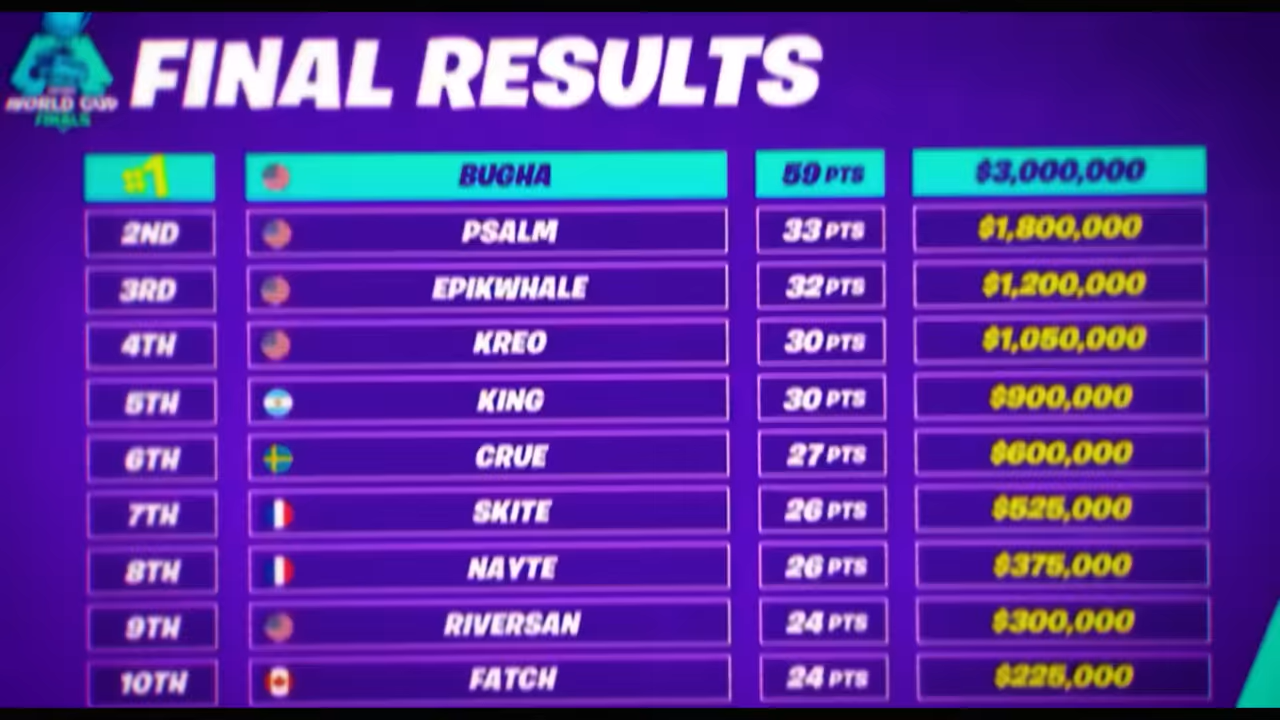 FINAL RESULTS
WORLD CUP
FINALS
#1 BUGHA 59 PTS $3,000,000
2ND PSALM 33 PTS $1,800,000
3RD EPIKWHALE 32 PTS $1,200,000
4TH KREO 30 PTS $1,050,000
5TH KING 30 PTS $900,000
6TH CRUE 27 PTS $600,000
7TH SKITE 26 PTS $525,000
8TH NAYTE 26 PTS $375,000
9TH RIVERSAN 24 PTS $300,000
10TH FATCH 24 PTS $225,000